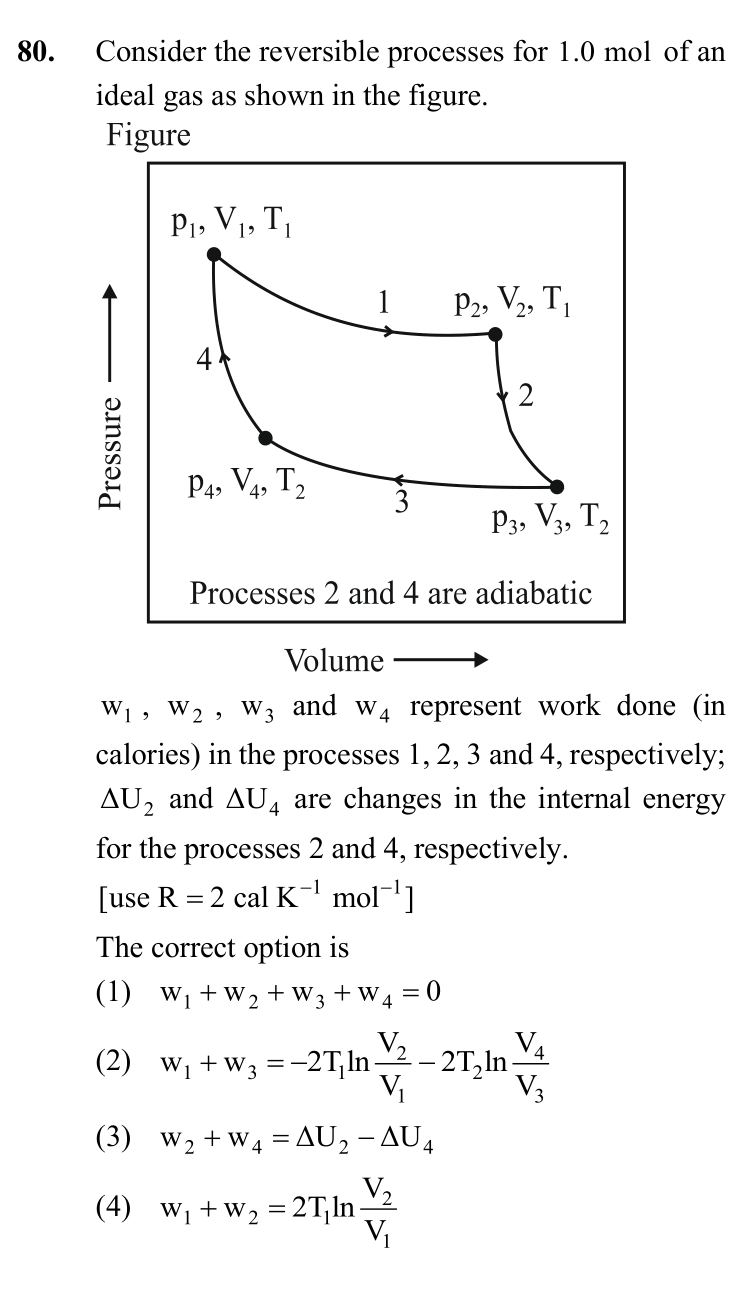 80. Consider the reversible processes for 1.0 mol of an
ideal gas as shown in the figure.
Figure
p₁, V₁, T₁
1
p₂, V₂, T₁
4
2
Pressure
p₄, V₄, T₂
3
p₃, V₃, T₂
Processes 2 and 4 are adiabatic
Volume
w₁ , w₂ , w₃ and w₄ represent work done (in
calories) in the processes 1, 2, 3 and 4, respectively;
ΔU₂ and ΔU₄ are changes in the internal energy
for the processes 2 and 4, respectively.
[use R = 2 cal K⁻¹ mol⁻¹]
The correct option is
(1) w₁ + w₂ + w₃ + w₄ = 0
(2) w₁ + w₃ = −2T₁ln V₂/V₁ − 2T₂ln V₄/V₃
(3) w₂ + w₄ = ΔU₂ − ΔU₄
(4) w₁ + w₂ = 2T₁ln V₂/V₁